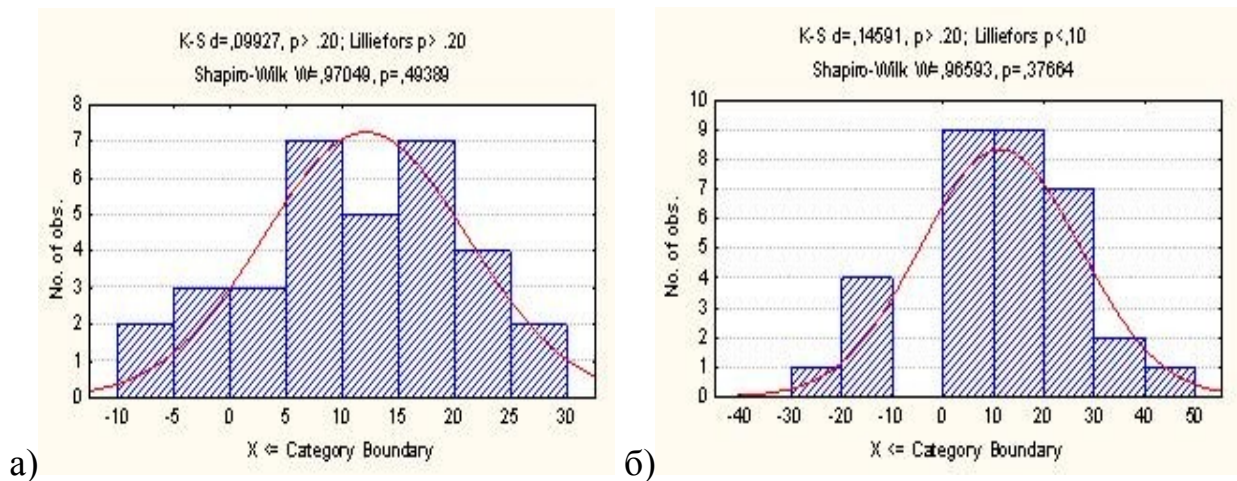 K-S d=,09927, p> .20; Lilliefors p> .20
Shapiro-Wilk W=,97049, p=,49389
8
7
6
5
4
3
2
1
0
No. of obs.
-10 -5 0 5 10 15 20 25 30
X <= Category Boundary
а)
K-S d=,14591, p> .20; Lilliefors p<,10
Shapiro-Wilk W=,96593, p=,37664
10
9
8
7
6
5
4
3
2
1
0
No. of obs.
-40 -30 -20 -10 0 10 20 30 40 50
X <= Category Boundary
б)